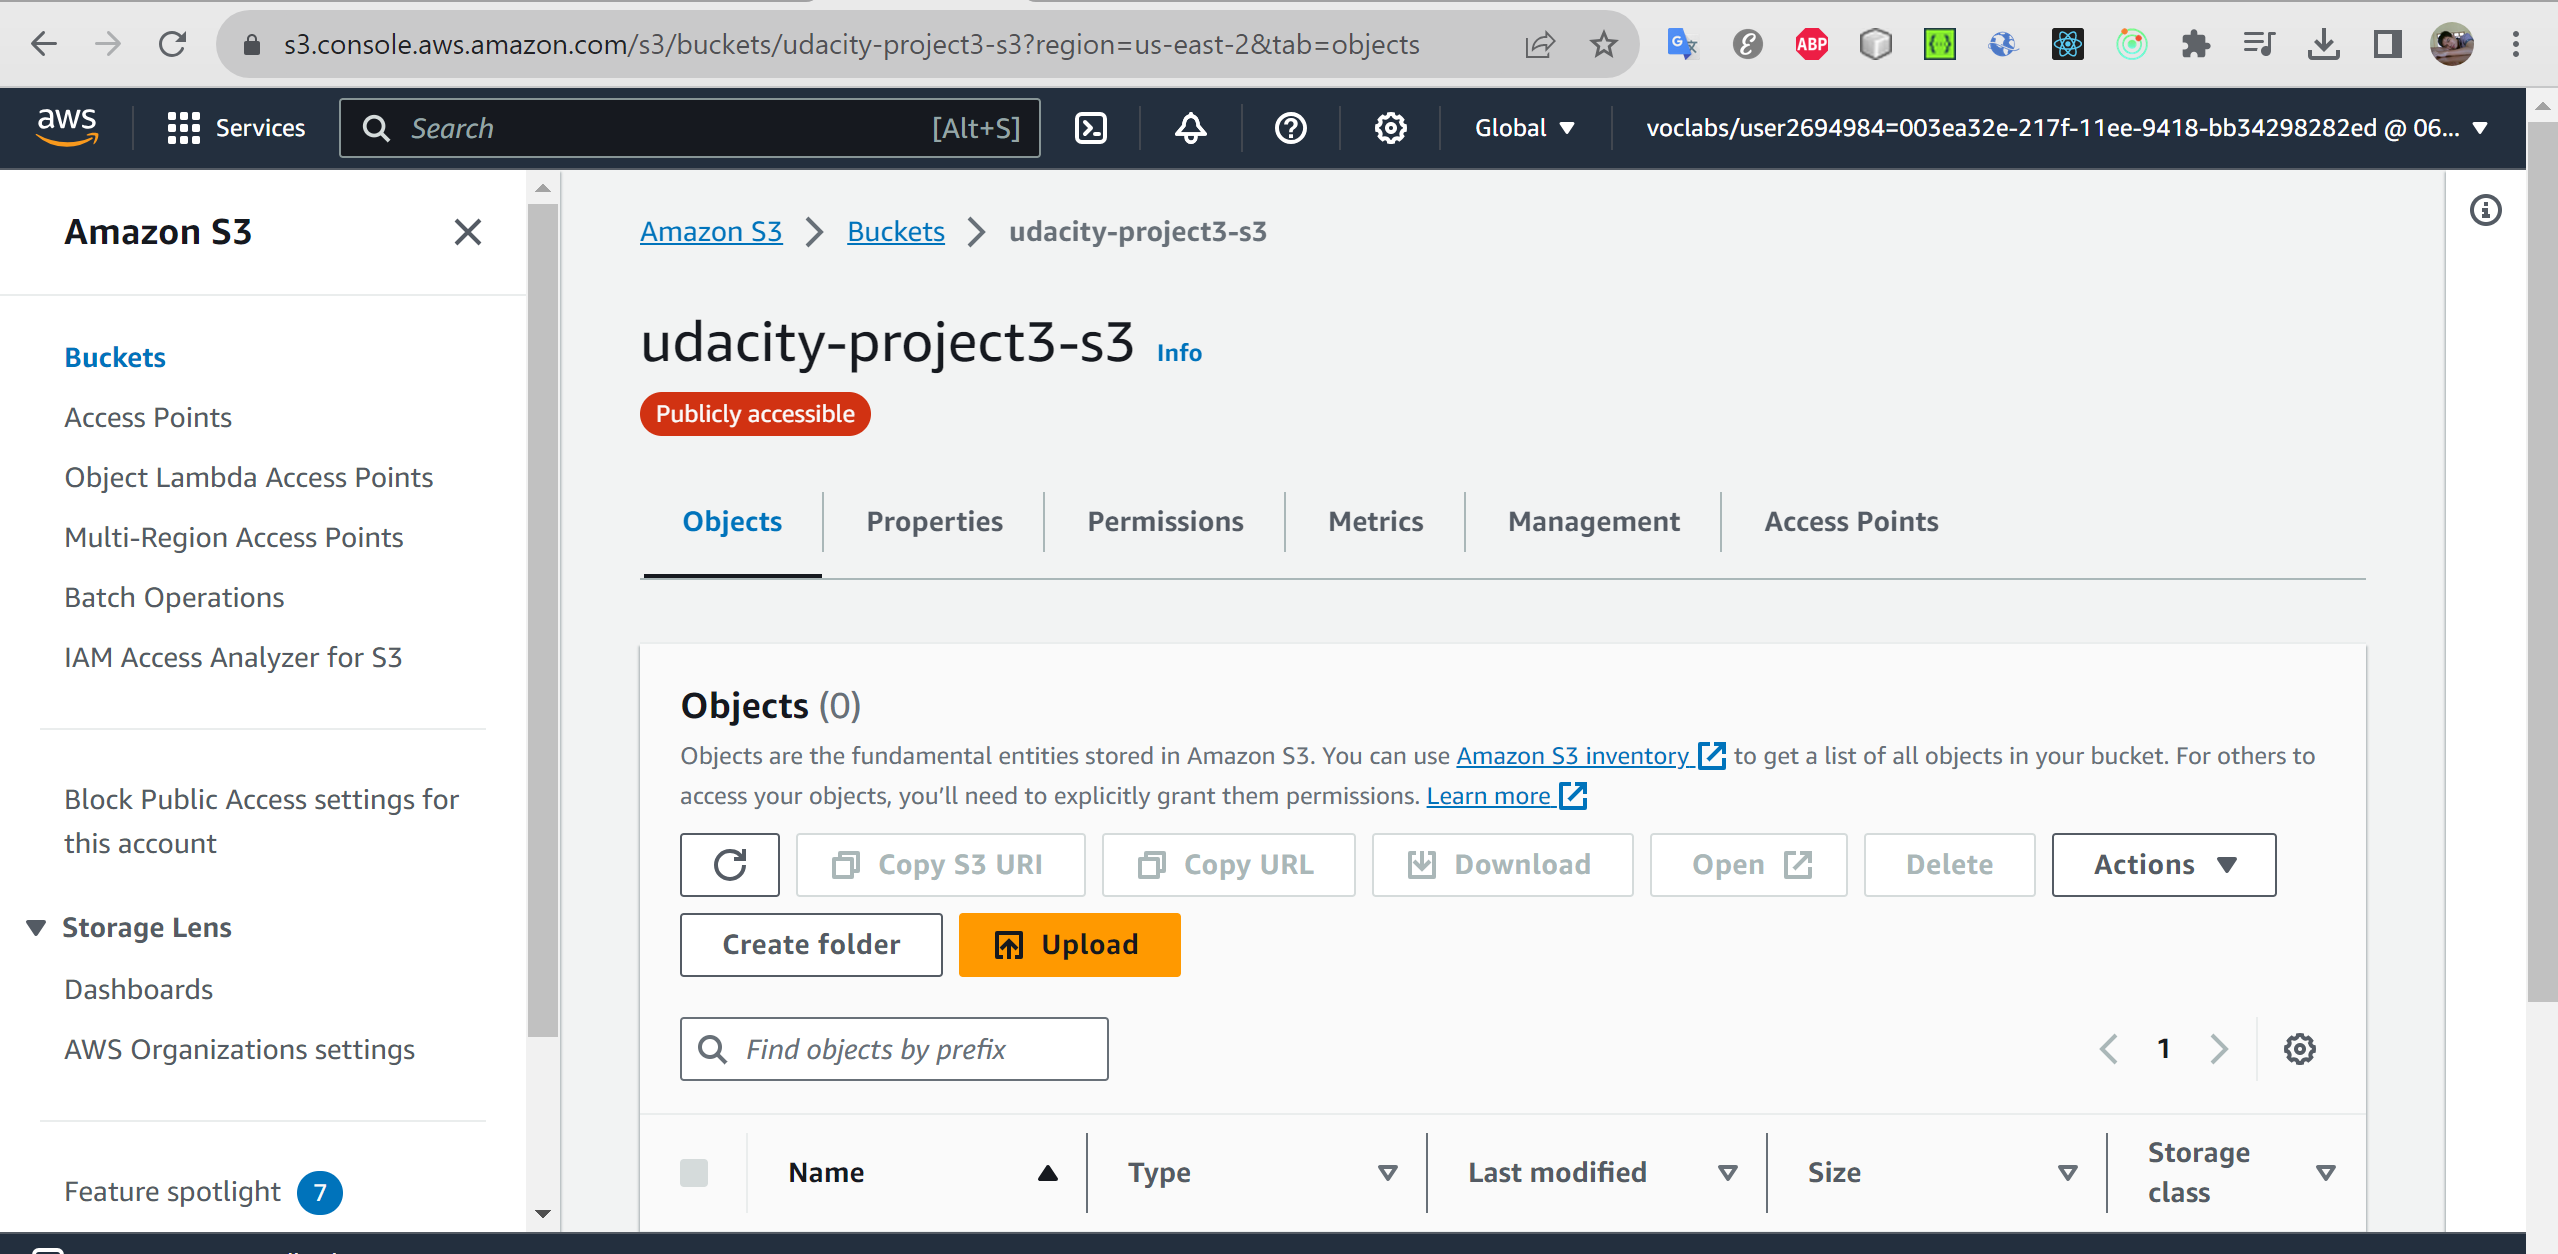 s3.console.aws.amazon.com/s3/buckets/udacity-project3-s3?region=us-east-2&tab=objects
ABP
aws
Services
Search
[Alt+S]
Global
voclabs/user2694984=003ea32e-217f-11ee-9418-bb34298282ed @ 06...
Amazon S3
Buckets
Access Points
Object Lambda Access Points
Multi-Region Access Points
Batch Operations
IAM Access Analyzer for S3
Block Public Access settings for
this account
Storage Lens
Dashboards
AWS Organizations settings
Feature spotlight 7
Amazon S3 > Buckets > udacity-project3-s3
udacity-project3-s3 Info
Publicly accessible
Objects Properties Permissions Metrics Management Access Points
Objects (0)
Objects are the fundamental entities stored in Amazon S3. You can use Amazon S3 inventory to get a list of all objects in your bucket. For others to
access your objects, you’ll need to explicitly grant them permissions. Learn more
Copy S3 URI Copy URL Download Open Delete Actions
Create folder Upload
Find objects by prefix
1
Name Type Last modified Size Storage
class